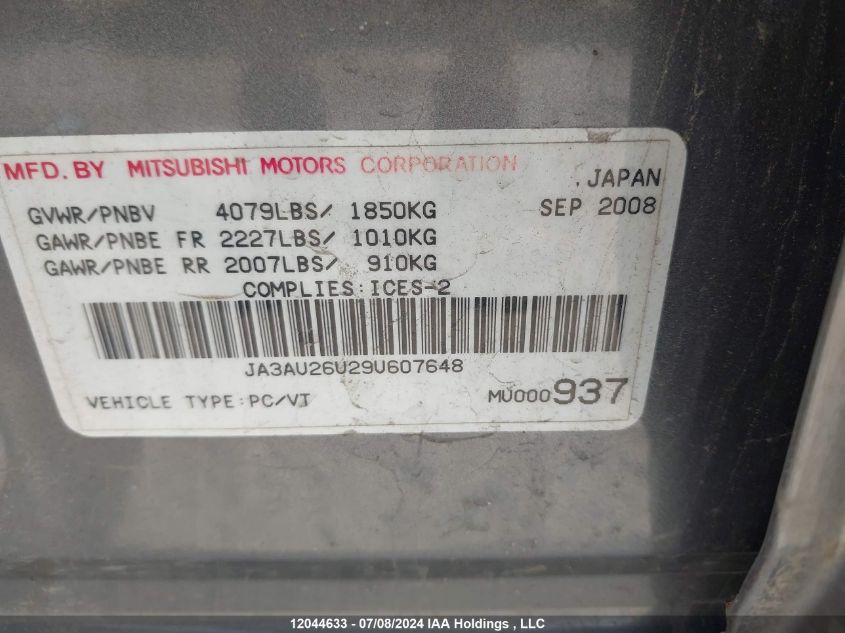 MFD. BY MITSUBISHI MOTORS CORPORATION
, JAPAN
GVWR/PNBV 4079LBS/ 1850KG SEP 2008
GAWR/PNBE FR 2227LBS/ 1010KG
GAWR/PNBE RR 2007LBS/ 910KG
COMPLIES:ICES-2
JA3AU26U29U607648
VEHICLE TYPE:PC/VT MU000937
12044633 - 07/08/2024 IAA Holdings , LLC